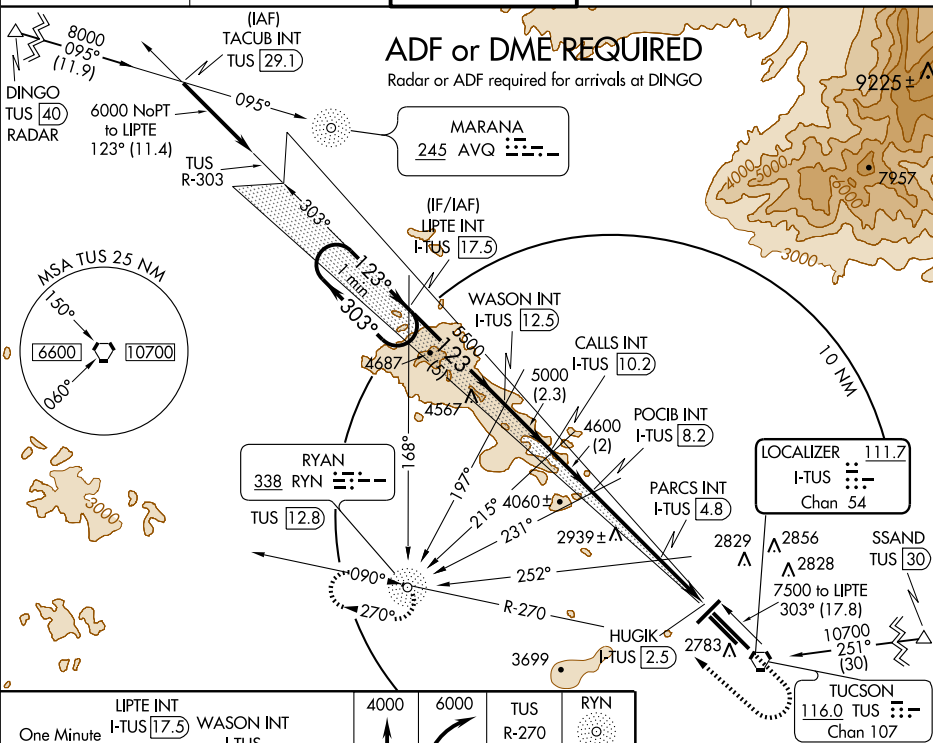 ADF or DME REQUIRED
Radar or ADF required for arrivals at DINGO
8000
095°
(11.9)
DINGO
TUS 40
RADAR
(IAF)
TACUB INT
TUS 29.1
6000 NoPT
to LIPTE
123° (11.4)
095°
TUS
R-303
MARANA
245 AVQ
9225±
7957
4000
5000
6000
3000
303°
(IF/IAF)
LIPTE INT
I-TUS 17.5
123°
1 min
303°
MSA TUS 25 NM
150°
6600
10700
060°
WASON INT
I-TUS 12.5
CALLS INT
I-TUS 10.2
10 NM
5500
123
(5)
4687
4567
5000
(2.3)
4600
(2)
POCIB INT
I-TUS 8.2
LOCALIZER 111.7
I-TUS
Chan 54
RYAN
338 RYN
TUS 12.8
168°
197°
215°
231°
4060±
2939±
PARCS INT
I-TUS 4.8
3000
2829
2856
2828
SSAND
TUS 30
252°
090°
270°
R-270
7500 to LIPTE
303° (17.8)
10700
251°
(30)
HUGIK
I-TUS 2.5
2783
3699
TUCSON
116.0 TUS
Chan 107
LIPTE INT
I-TUS 17.5
WASON INT
I-TUS
One Minute
4000
6000
TUS
R-270
RYN